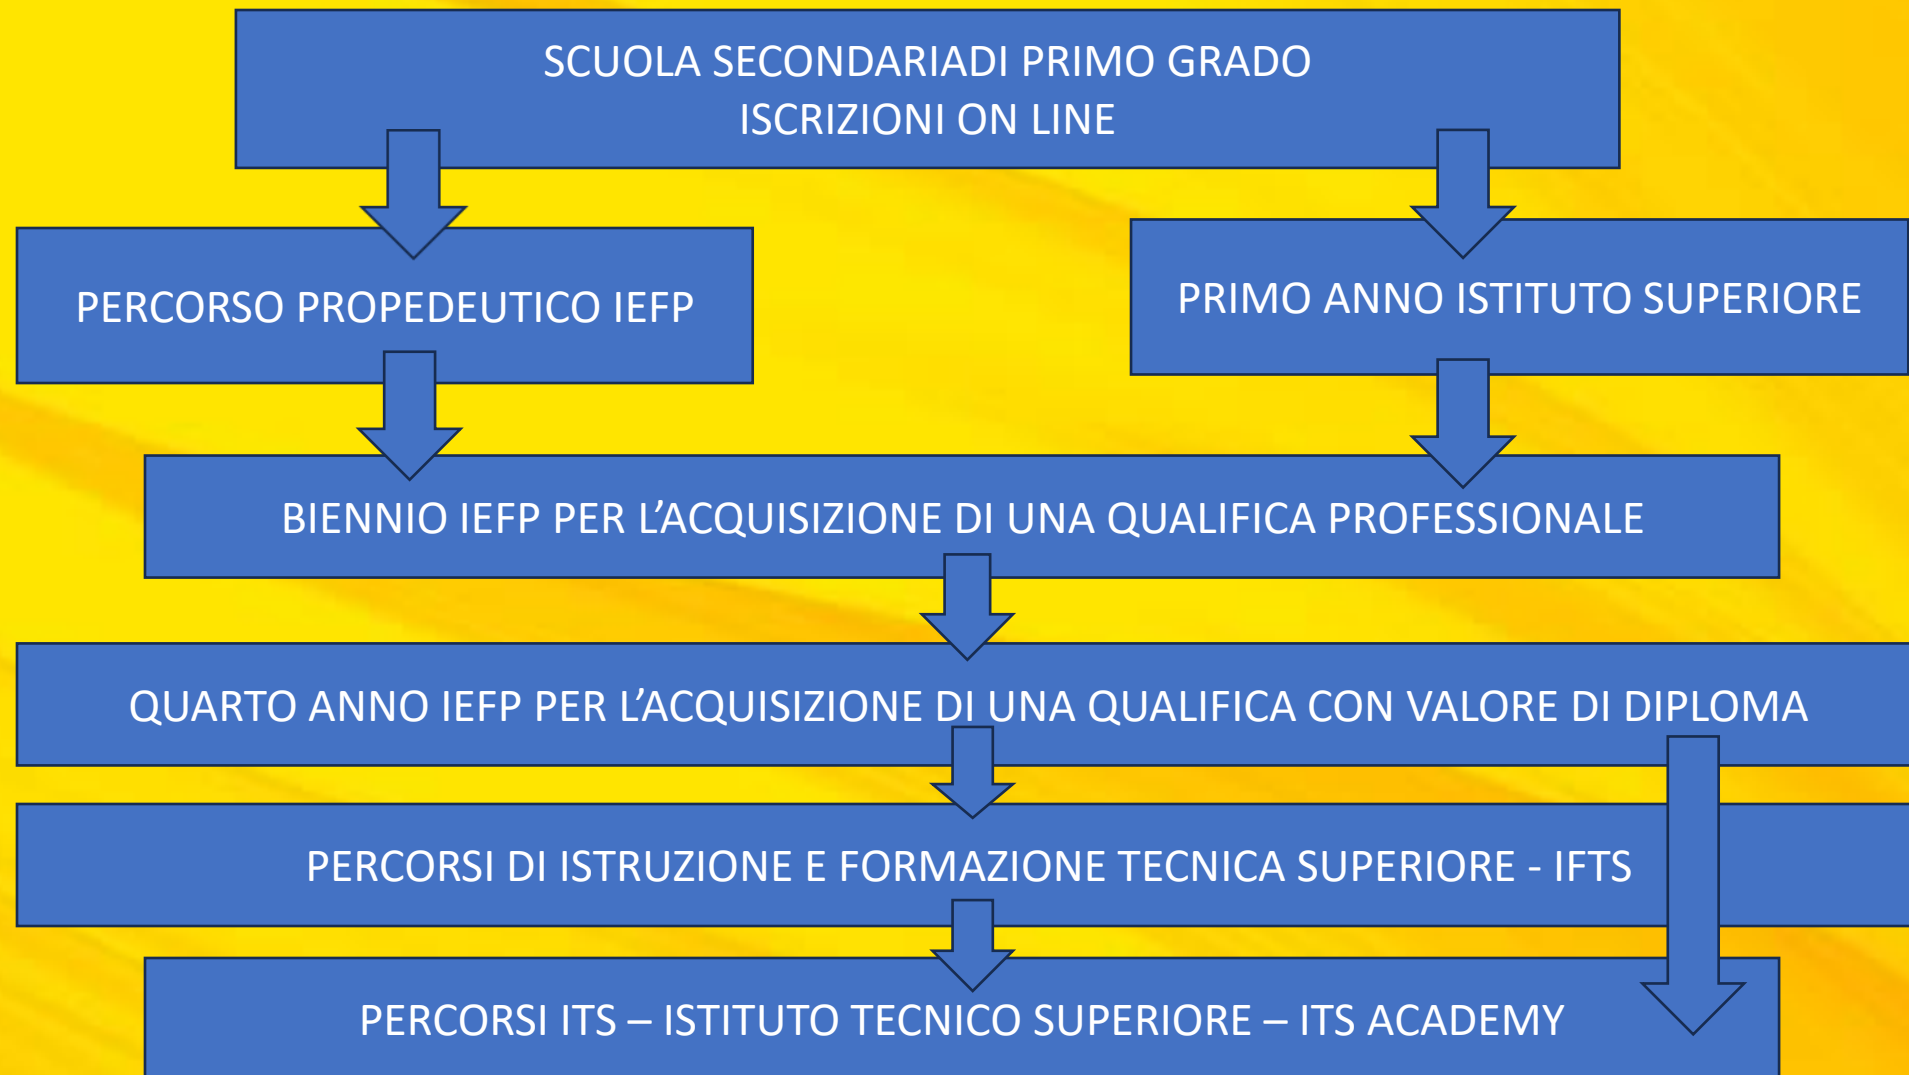 SCUOLA SECONDARIADI PRIMO GRADO
ISCRIZIONI ON LINE
PERCORSO PROPEDEUTICO IEFP
PRIMO ANNO ISTITUTO SUPERIORE
BIENNIO IEFP PER L’ACQUISIZIONE DI UNA QUALIFICA PROFESSIONALE
QUARTO ANNO IEFP PER L’ACQUISIZIONE DI UNA QUALIFICA CON VALORE DI DIPLOMA
PERCORSI DI ISTRUZIONE E FORMAZIONE TECNICA SUPERIORE - IFTS
PERCORSI ITS – ISTITUTO TECNICO SUPERIORE – ITS ACADEMY